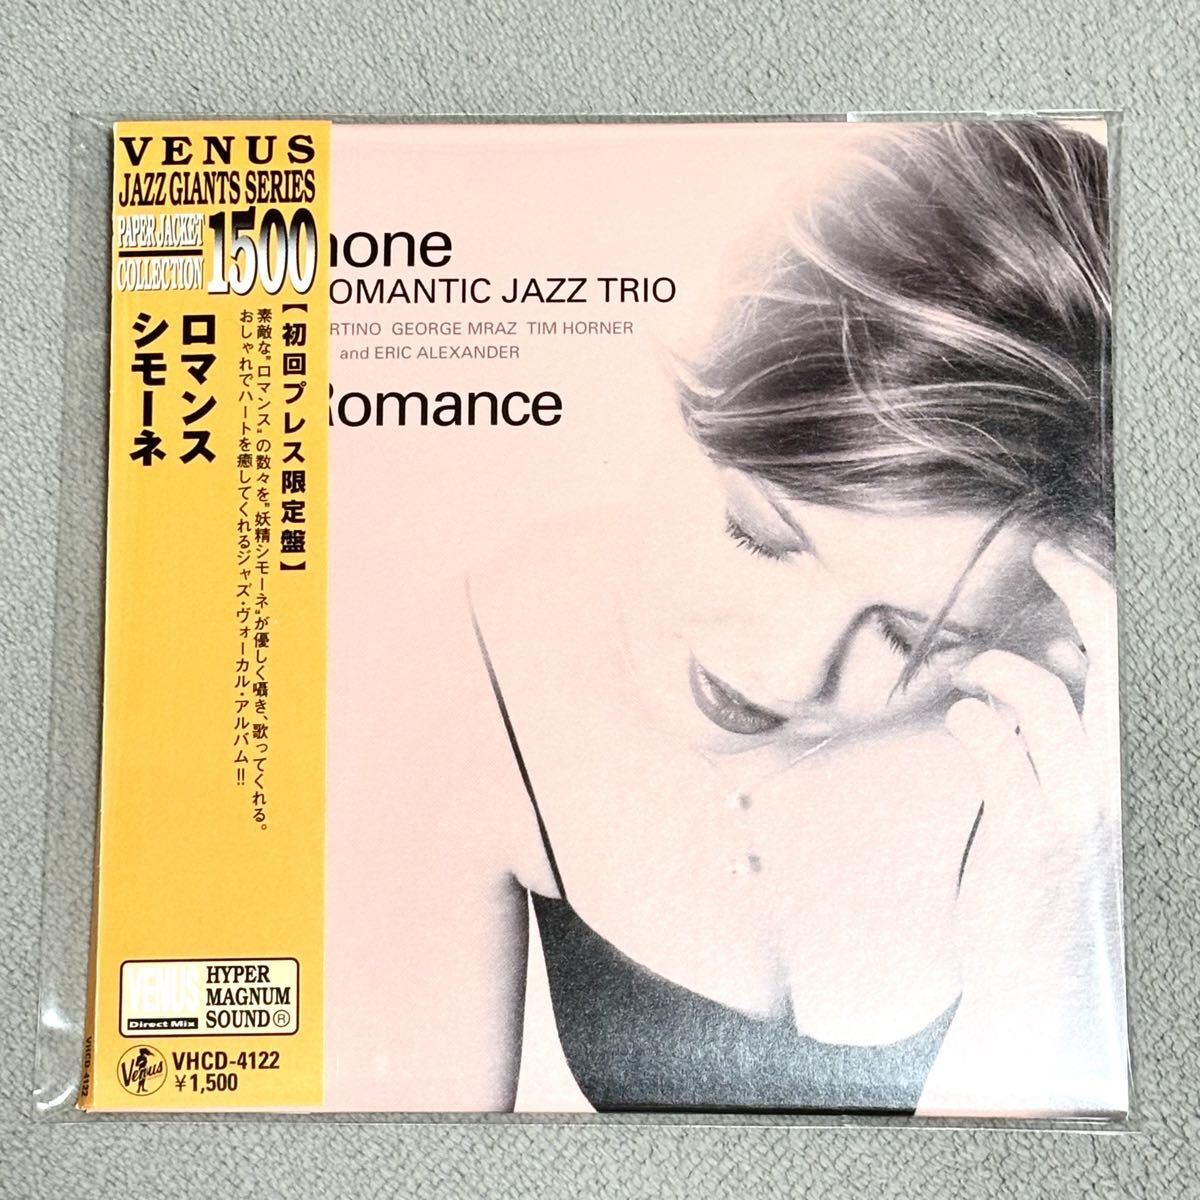 VENUS
JAZZ GIANTS SERIES
PAPER JACKET
COLLECTION
1500
【初回プレス限定盤】
素敵な"ロマンス"の数々を"妖精シモーネ"が優しく囁き、歌ってくれる。
おしゃれでハートを癒してくれるジャズ・ヴォーカル・アルバム!!
ロマンス
シモーネ
VENUS
Direct Mix
HYPER
MAGNUM
SOUND®
Venus
VHCD-4122
¥1,500
VHCD-4122
none
OMANTIC JAZZ TRIO
RTINO GEORGE MRAZ TIM HORNER
and ERIC ALEXANDER
Romance